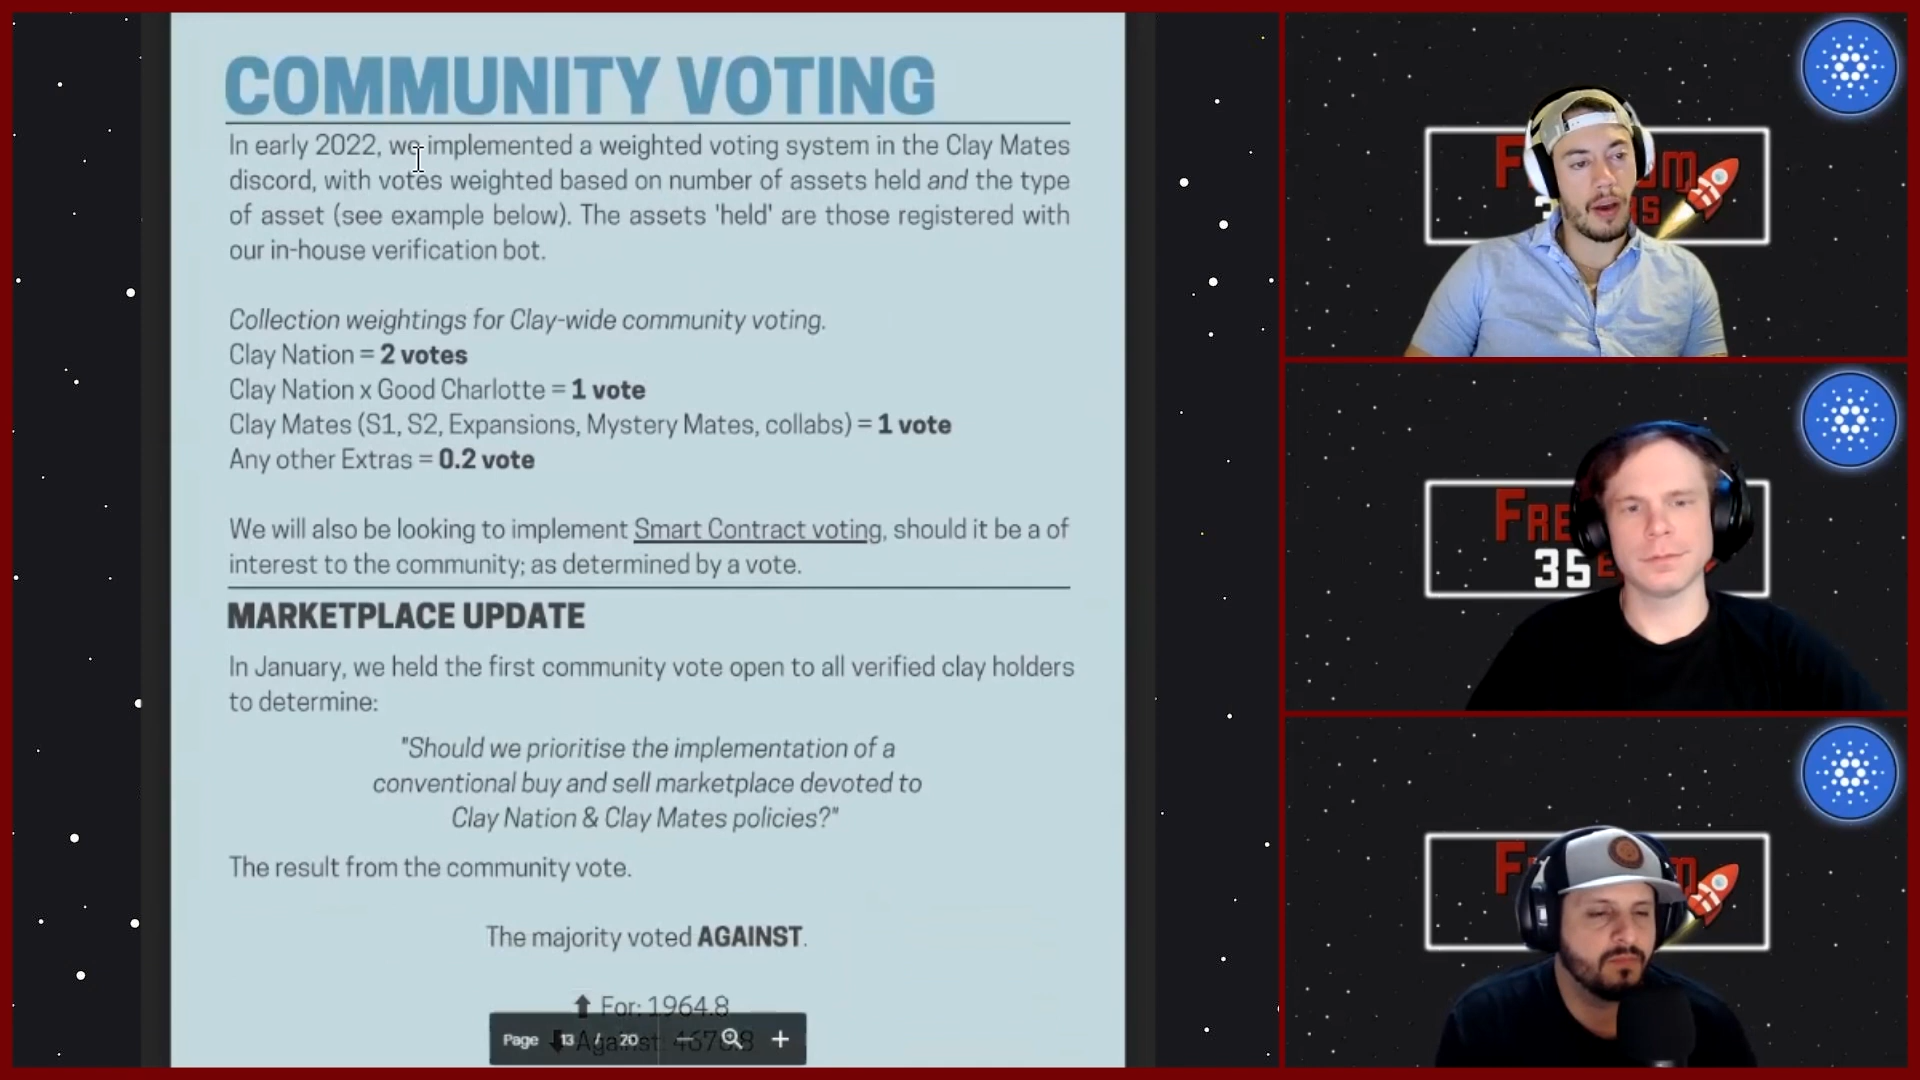 COMMUNITY VOTING
In early 2022, we implemented a weighted voting system in the Clay Mates
discord, with votes weighted based on number of assets held and the type
of asset (see example below). The assets 'held' are those registered with
our in-house verification bot.
Collection weightings for Clay-wide community voting.
Clay Nation = 2 votes
Clay Nation x Good Charlotte = 1 vote
Clay Mates (S1, S2, Expansions, Mystery Mates, collabs) = 1 vote
Any other Extras = 0.2 vote
We will also be looking to implement Smart Contract voting, should it be a of
interest to the community; as determined by a vote.
MARKETPLACE UPDATE
In January, we held the first community vote open to all verified clay holders
to determine:
"Should we prioritise the implementation of a
conventional buy and sell marketplace devoted to
Clay Nation & Clay Mates policies?"
The result from the community vote.
The majority voted AGAINST.
For: 1964.8
Against:
Page 13 / 20
35